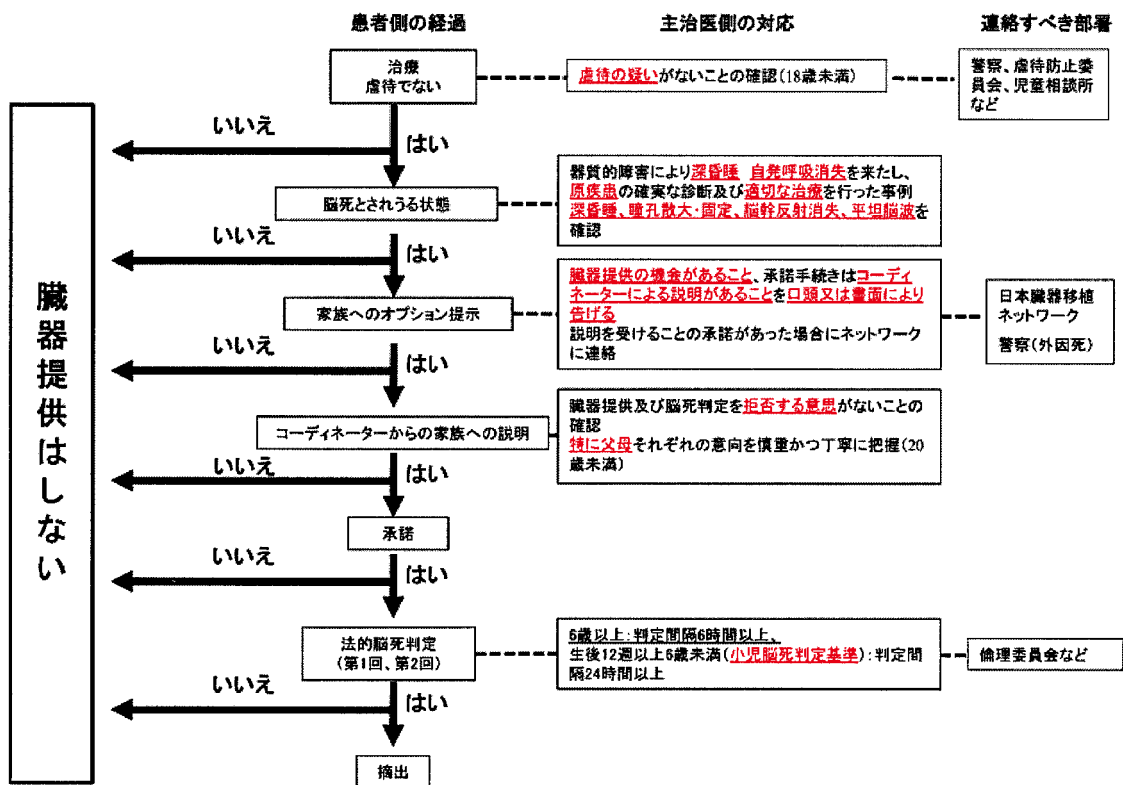 患者側の経過
主治医側の対応
連絡すべき部署
治療
虐待でない
虐待の疑いがないことの確認(18歳未満)
警察、虐待防止委
員会、児童相談所
など
いいえ
はい
脳死とされうる状態
器質的障害により深昏睡 自発呼吸消失を来たし、
原疾患の確実な診断及び適切な治療を行った事例
深昏睡、瞳孔散大・固定、脳幹反射消失、平坦脳波を
確認
いいえ
はい
家族へのオプション提示
臓器提供の機会があること、承諾手続きはコーディ
ネーターによる説明があることを口頭又は書面により
告げる
説明を受けることの承諾があった場合にネットワーク
に連絡
日本臓器移植
ネットワーク
警察(外因死)
いいえ
はい
コーディネーターからの家族への説明
臓器提供及び脳死判定を拒否する意思がないことの
確認
特に父母それぞれの意向を慎重かつ丁寧に把握(20
歳未満)
いいえ
はい
承諾
いいえ
はい
法的脳死判定
(第1回、第2回)
6歳以上:判定間隔6時間以上、
生後12週以上6歳未満(小児脳死判定基準):判定間
隔24時間以上
倫理委員会など
いいえ
はい
摘出
臓器提供はしない